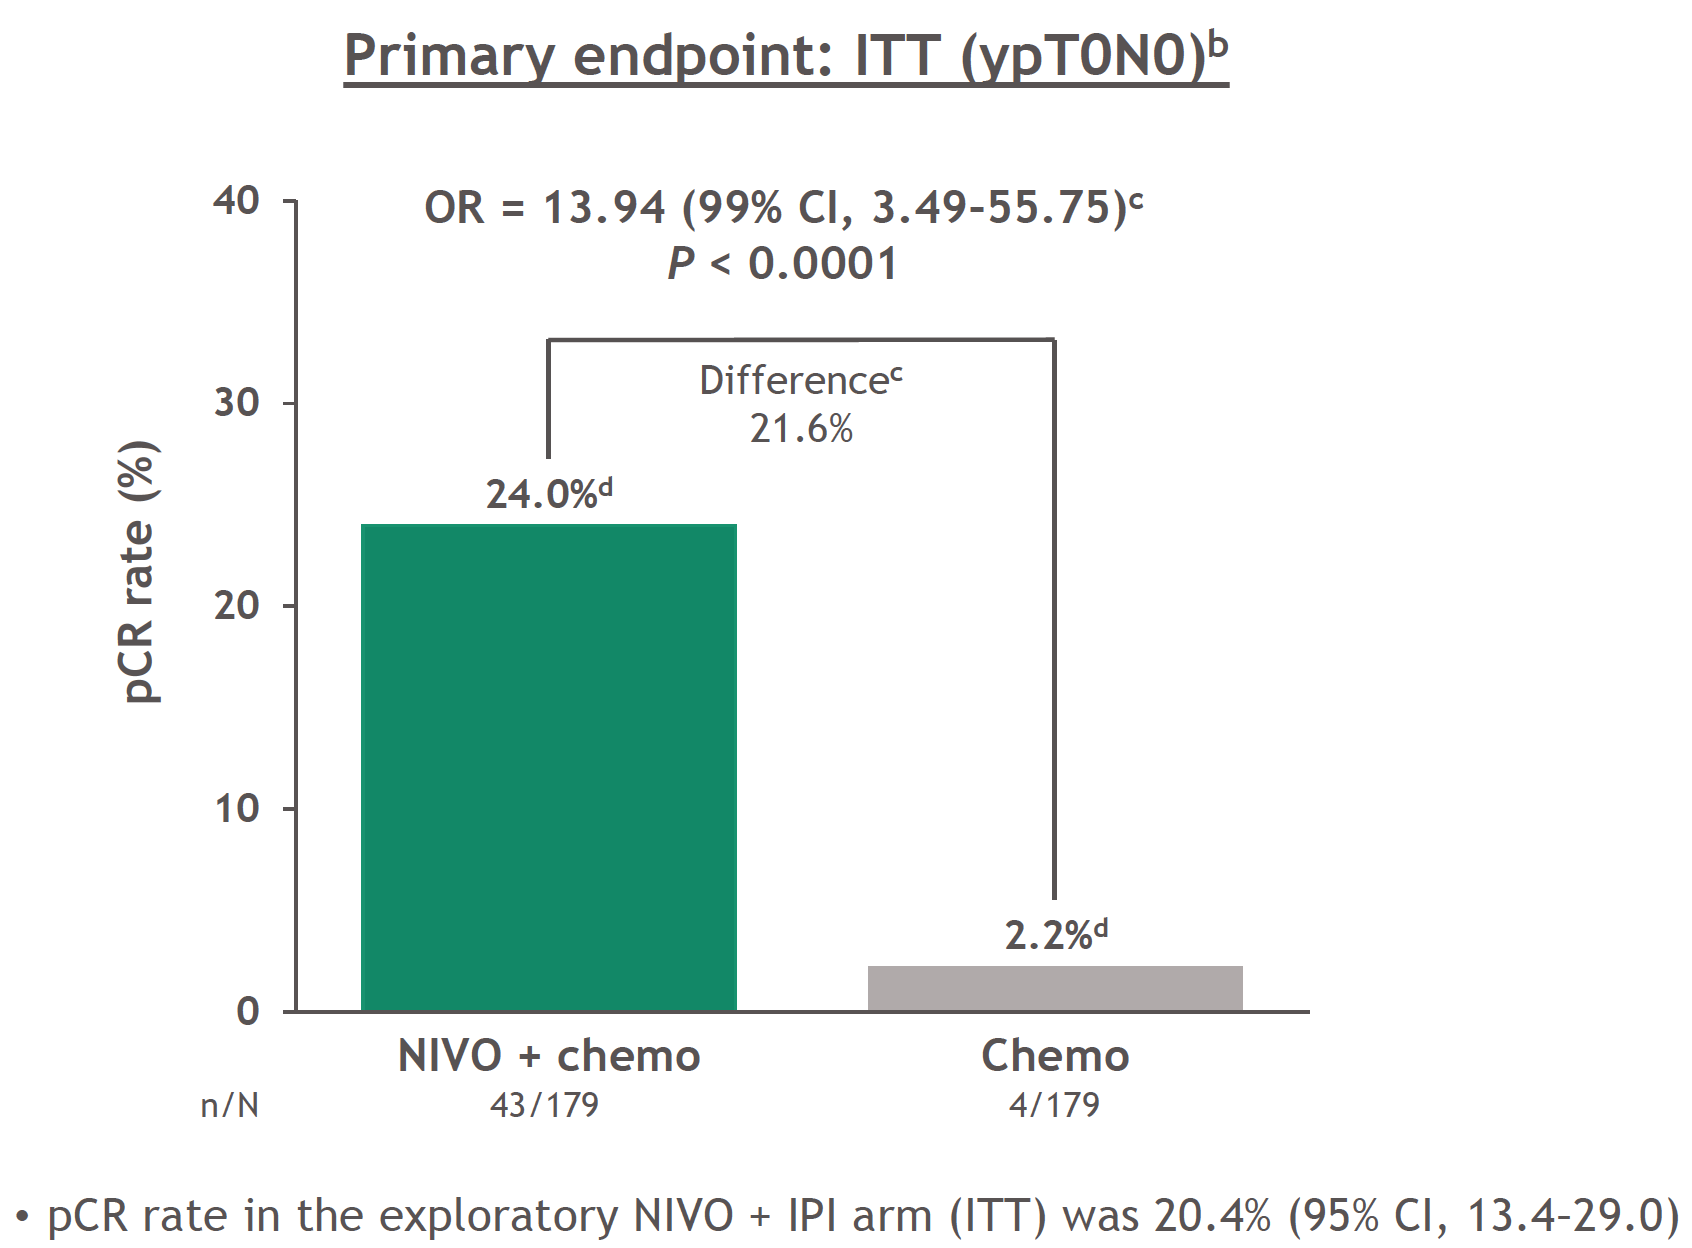 Primary endpoint: ITT (ypT0N0)ᵇ
OR = 13.94 (99% CI, 3.49–55.75)ᶜ
P < 0.0001
Differenceᶜ
21.6%
40
30
20
10
0
pCR rate (%)
24.0%ᵈ
2.2%ᵈ
NIVO + chemo
Chemo
n/N
43/179
4/179
• pCR rate in the exploratory NIVO + IPI arm (ITT) was 20.4% (95% CI, 13.4–29.0)